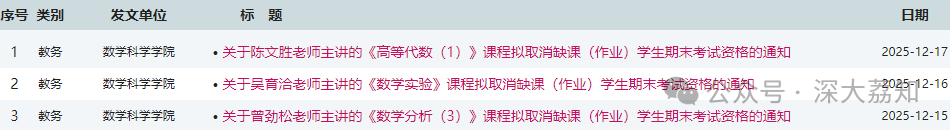 序号 类别 发文单位 标 题 日期
1 教务 数学科学学院 • 关于陈文胜老师主讲的《高等代数（1）》课程拟取消缺课（作业）学生期末考试资格的通知 2025-12-17
2 教务 数学科学学院 • 关于吴育洽老师主讲的《数学实验》课程拟取消缺课（作业）学生期末考试资格的通知 2025-12-16
3 教务 数学科学学院 • 关于曾劲松老师主讲的《数学分析（3）》课程拟取消缺课（作业）学生期末考试资格的通知 2025-12-15
公众号 · 深大荔知